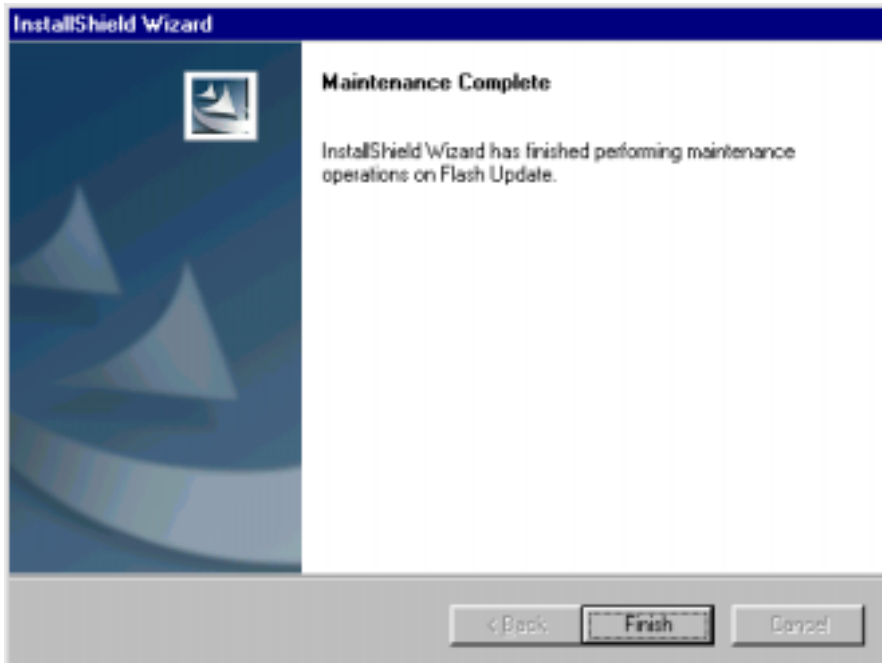 InstallShield Wizard
Maintenance Complete
InstallShield Wizard has finished performing maintenance
operations on Flash Update.
< Back
Finish
Cancel